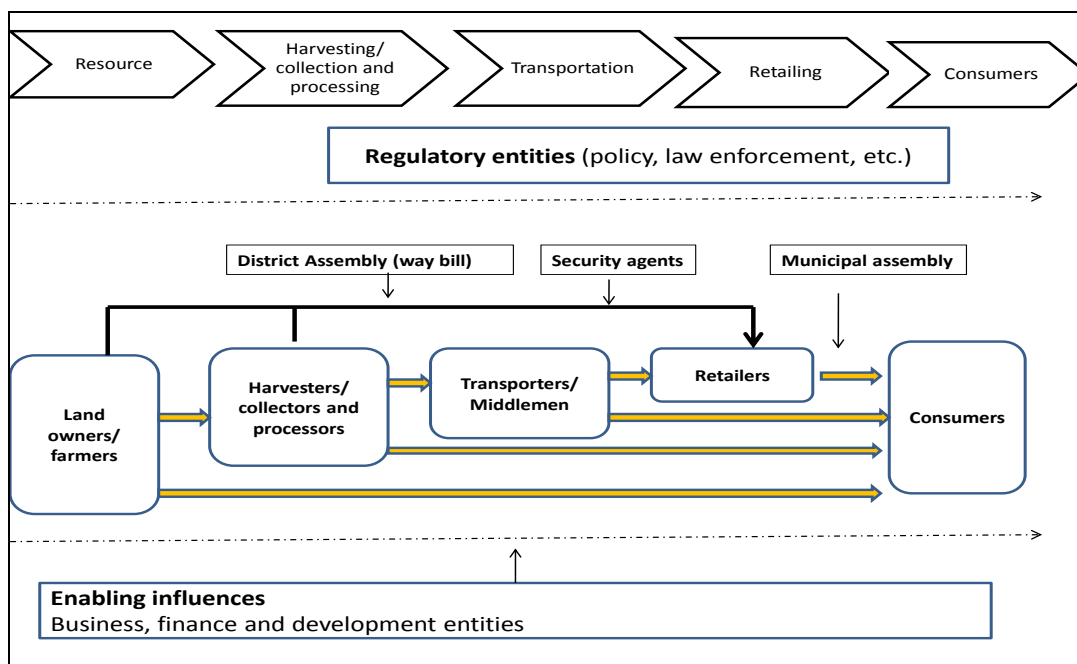 Resource
Harvesting/
collection and
processing
Transportation
Retailing
Consumers
Regulatory entities (policy, law enforcement, etc.)
District Assembly (way bill)
Security agents
Municipal assembly
Land
owners/
farmers
Harvesters/
collectors and
processors
Transporters/
Middlemen
Retailers
Consumers
Enabling influences
Business, finance and development entities